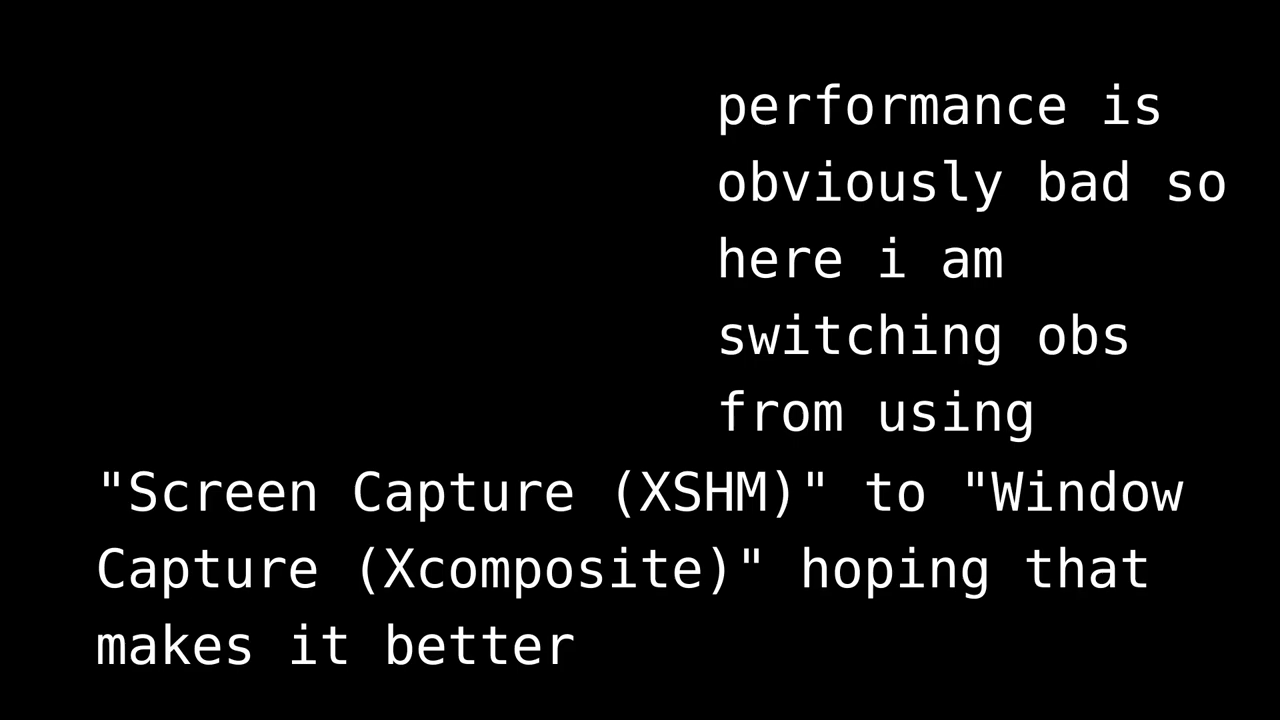 performance is
obviously bad so
here i am
switching obs
from using
"Screen Capture (XSHM)" to "Window
Capture (Xcomposite)" hoping that
makes it better